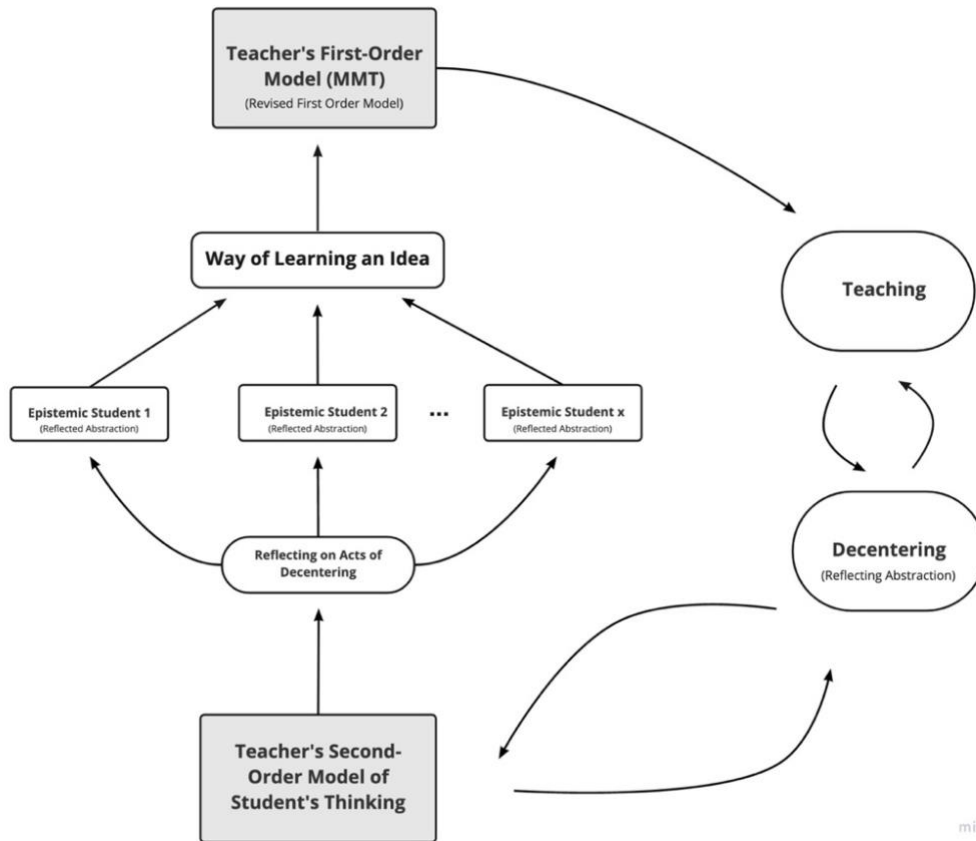 Teacher's First-Order
Model (MMT)
(Revised First Order Model)
Way of Learning an Idea
Teaching
Epistemic Student 1
(Reflected Abstraction)
Epistemic Student 2
(Reflected Abstraction)
...
Epistemic Student x
(Reflected Abstraction)
Reflecting on Acts of
Decentering
Decentering
(Reflecting Abstraction)
Teacher's Second-
Order Model of
Student's Thinking
mi